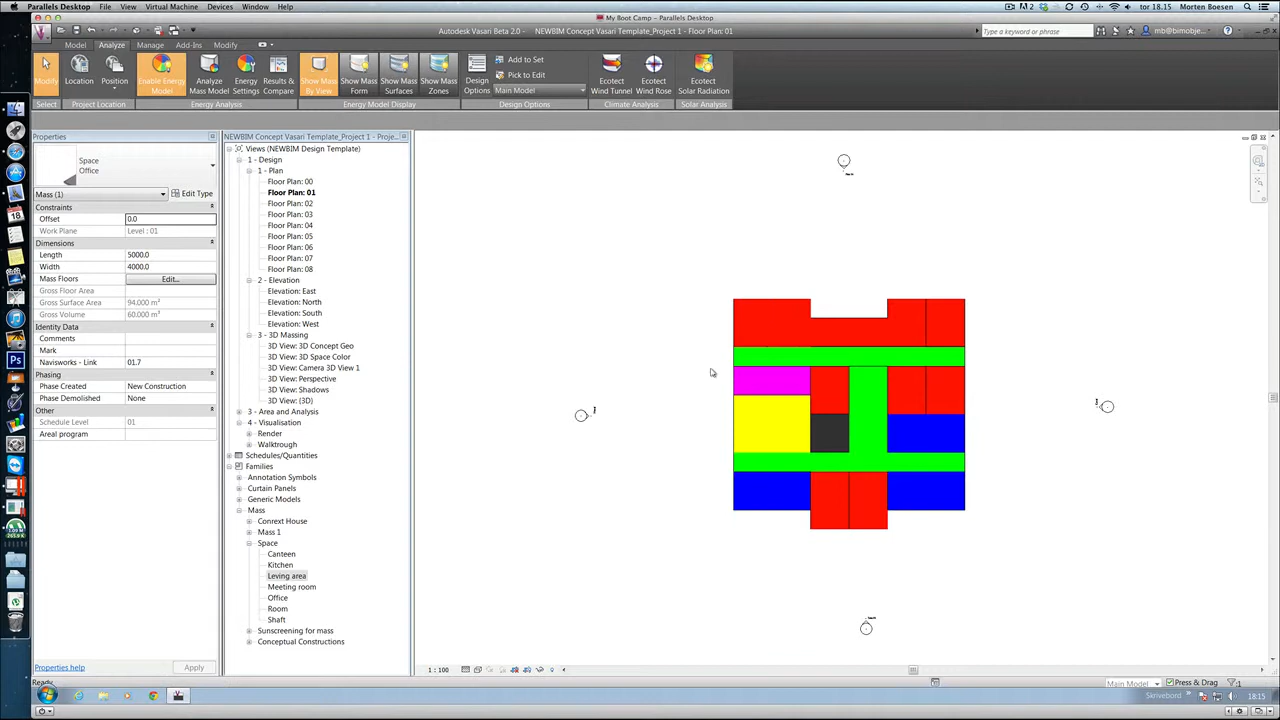 Parallels Desktop File View Virtual Machine Devices Window Help
2 tor 18.15 Morten Boesen
My Boot Camp – Parallels Desktop
Autodesk Vasari Beta 2.0 - NEWBIM Concept Vasari Template_Project 1 - Floor Plan: 01
Type a keyword or phrase
mb@bimobje...
Model Analyze Manage Add-Ins Modify
Modify Location Position Enable Energy Model Analyze Mass Model Energy Settings Results & Compare Show Mass By View Show Mass Form Show Mass Surfaces Show Mass Zones Design Options Add to Set Pick to Edit Main Model Ecotect Wind Tunnel Ecotect Wind Rose Ecotect Solar Radiation
Select Project Location Energy Analysis Energy Model Display Design Options Climate Analysis Solar Analysis
Properties
Space
Office
Mass (1) Edit Type
Constraints
Offset 0.0
Work Plane Level : 01
Dimensions
Length 5000.0
Width 4000.0
Mass Floors Edit...
Gross Floor Area
Gross Surface Area 94.000 m²
Gross Volume 60.000 m³
Identity Data
Comments
Mark
Navisworks - Link 01.7
Phasing
Phase Created New Construction
Phase Demolished None
Other
Schedule Level 01
Areal program
Properties help Apply
NEWBIM Concept Vasari Template_Project 1 - Proje...
Views (NEWBIM Design Template)
1 - Design
1 - Plan
Floor Plan: 00
Floor Plan: 01
Floor Plan: 02
Floor Plan: 03
Floor Plan: 04
Floor Plan: 05
Floor Plan: 06
Floor Plan: 07
Floor Plan: 08
2 - Elevation
Elevation: East
Elevation: North
Elevation: South
Elevation: West
3 - 3D Massing
3D View: 3D Concept Geo
3D View: 3D Space Color
3D View: Camera 3D View 1
3D View: Perspective
3D View: Shadows
3D View: (3D)
3 - Area and Analysis
4 - Visualisation
Render
Walktrough
Schedules/Quantities
Families
Annotation Symbols
Curtain Panels
Generic Models
Mass
Conrext House
Mass 1
Space
Canteen
Kitchen
Leving area
Meeting room
Office
Room
Shaft
Sunscreening for mass
Conceptual Constructions
1 : 100
Ready
Main Model Press & Drag :1
Skrivebord 18:15